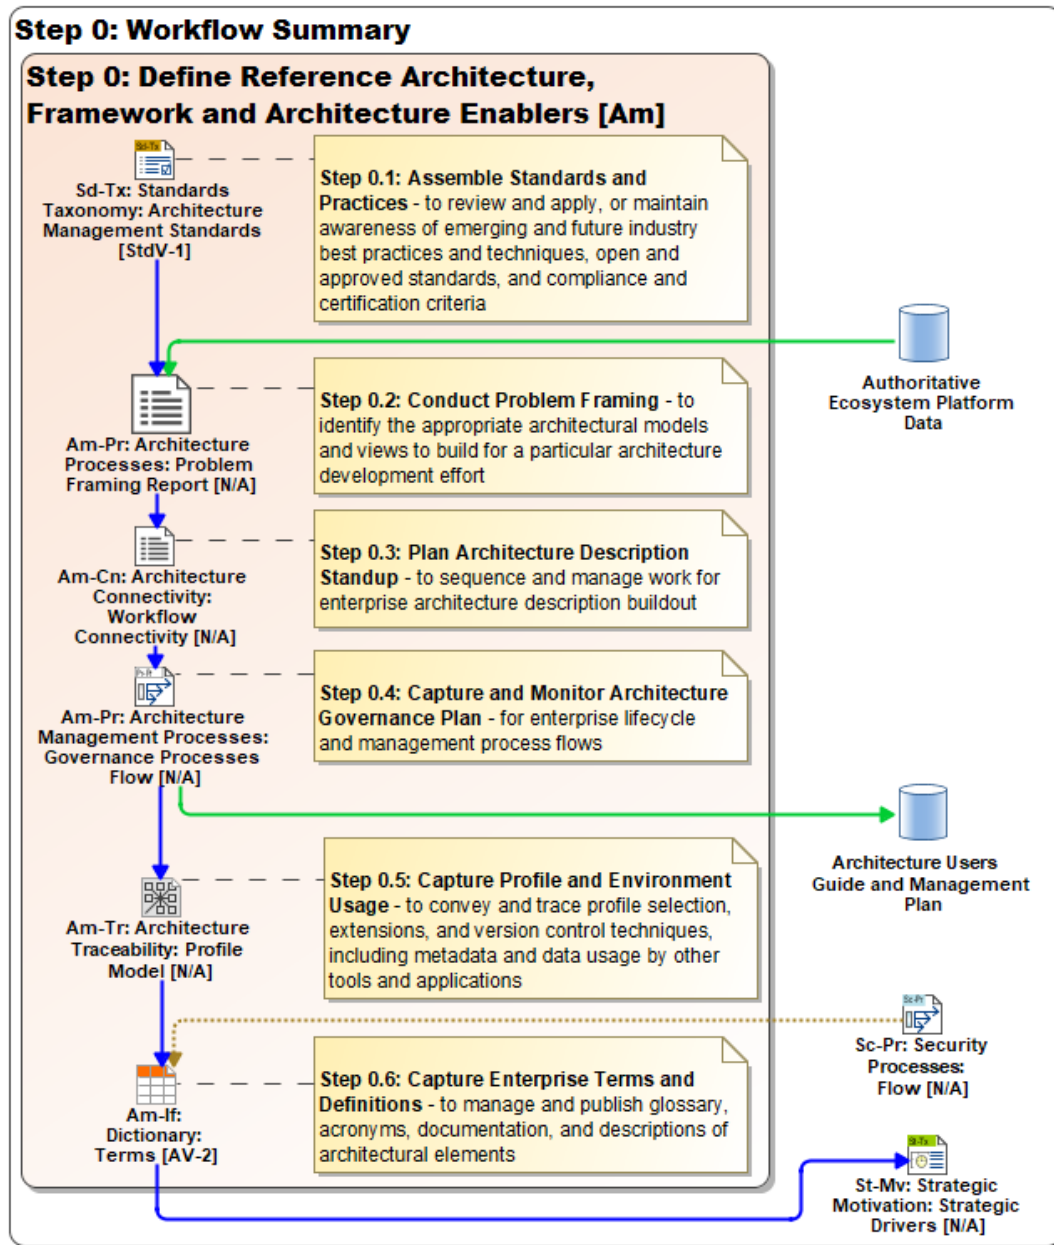 Step 0: Workflow Summary
Step 0: Define Reference Architecture,
Framework and Architecture Enablers [Am]
Sd-Tx
Sd-Tx: Standards
Taxonomy: Architecture
Management Standards
[StdV-1]
Step 0.1: Assemble Standards and
Practices - to review and apply, or maintain
awareness of emerging and future industry
best practices and techniques, open and
approved standards, and compliance and
certification criteria
Authoritative
Ecosystem Platform
Data
Am-Pr: Architecture
Processes: Problem
Framing Report [N/A]
Step 0.2: Conduct Problem Framing - to
identify the appropriate architectural models
and views to build for a particular architecture
development effort
Am-Cn: Architecture
Connectivity:
Workflow
Connectivity [N/A]
Step 0.3: Plan Architecture Description
Standup - to sequence and manage work for
enterprise architecture description buildout
Am-Pr: Architecture
Management Processes:
Governance Processes
Flow [N/A]
Step 0.4: Capture and Monitor Architecture
Governance Plan - for enterprise lifecycle
and management process flows
Architecture Users
Guide and Management
Plan
Am-Tr: Architecture
Traceability: Profile
Model [N/A]
Step 0.5: Capture Profile and Environment
Usage - to convey and trace profile selection,
extensions, and version control techniques,
including metadata and data usage by other
tools and applications
Sc-Pr
Sc-Pr: Security
Processes:
Flow [N/A]
Am-If:
Dictionary:
Terms [AV-2]
Step 0.6: Capture Enterprise Terms and
Definitions - to manage and publish glossary,
acronyms, documentation, and descriptions of
architectural elements
St-Tx
St-Mv: Strategic
Motivation: Strategic
Drivers [N/A]